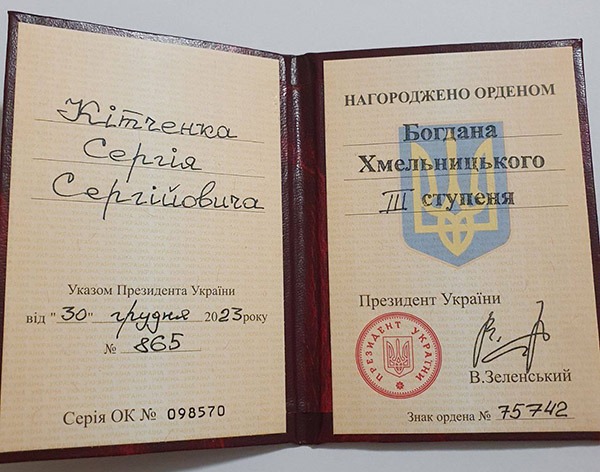 Кітченка
Сергія
Сергійовича
Указом Президента України
від "30" грудня 2023 року
№ 865
Серія ОК № 098570
НАГОРОДЖЕНО ОРДЕНОМ
Богдана
Хмельницького
III ступеня
Президент України
ПРЕЗИДЕНТ УКРАЇНИ
В.Зеленський
Знак ордена № 75742